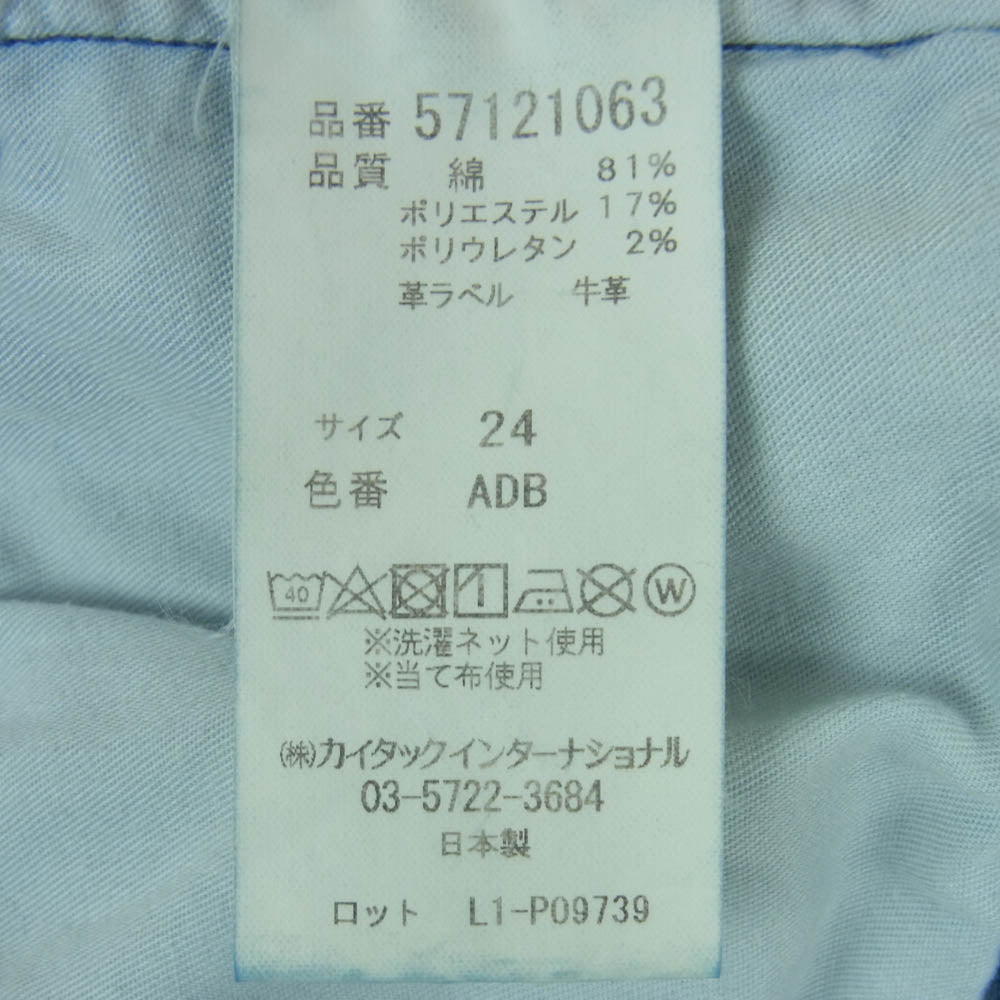 品番 57121063
品質 綿 81%
ポリエステル 17%
ポリウレタン 2%
革ラベル 牛革
サイズ 24
色番 ADB
40 W
※洗濯ネット使用
※当て布使用
㈱カイタックインターナショナル
03-5722-3684
日本製
ロット L1-P09739